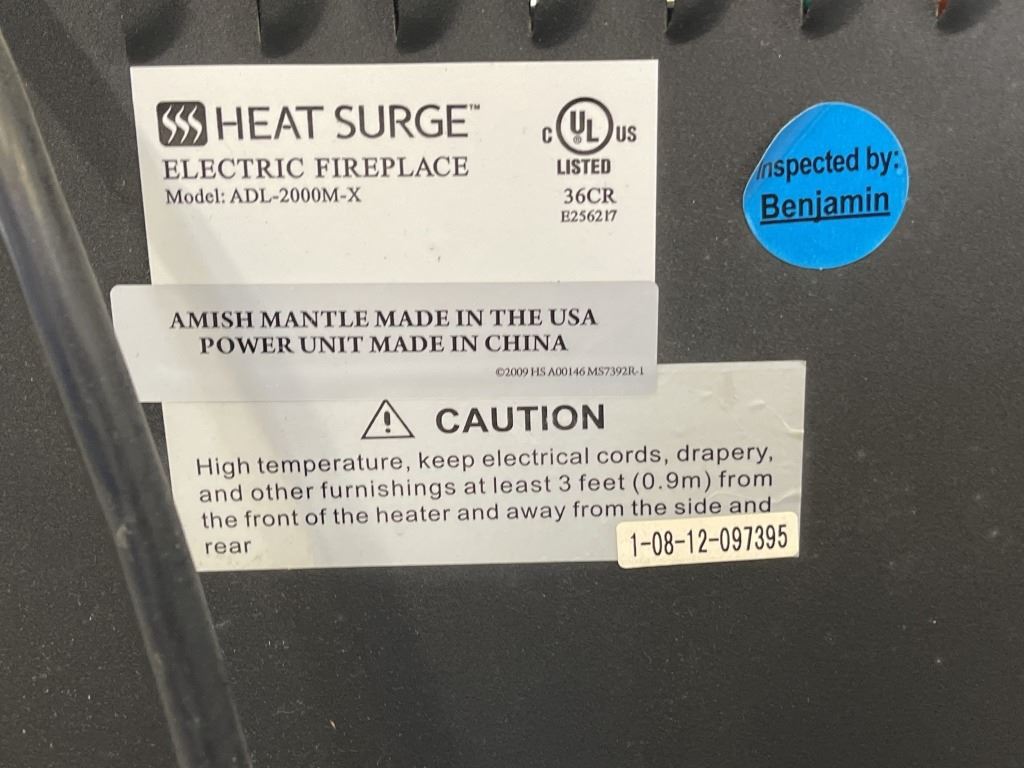 HEAT SURGE™
ELECTRIC FIREPLACE
Model: ADL-2000M-X
C UL® US
LISTED
36CR
E256217
Inspected by:
Benjamin
AMISH MANTLE MADE IN THE USA
POWER UNIT MADE IN CHINA
©2009 HS A00146 MS7392R-1
CAUTION
High temperature, keep electrical cords, drapery,
and other furnishings at least 3 feet (0.9m) from
the front of the heater and away from the side and
rear
1-08-12-097395